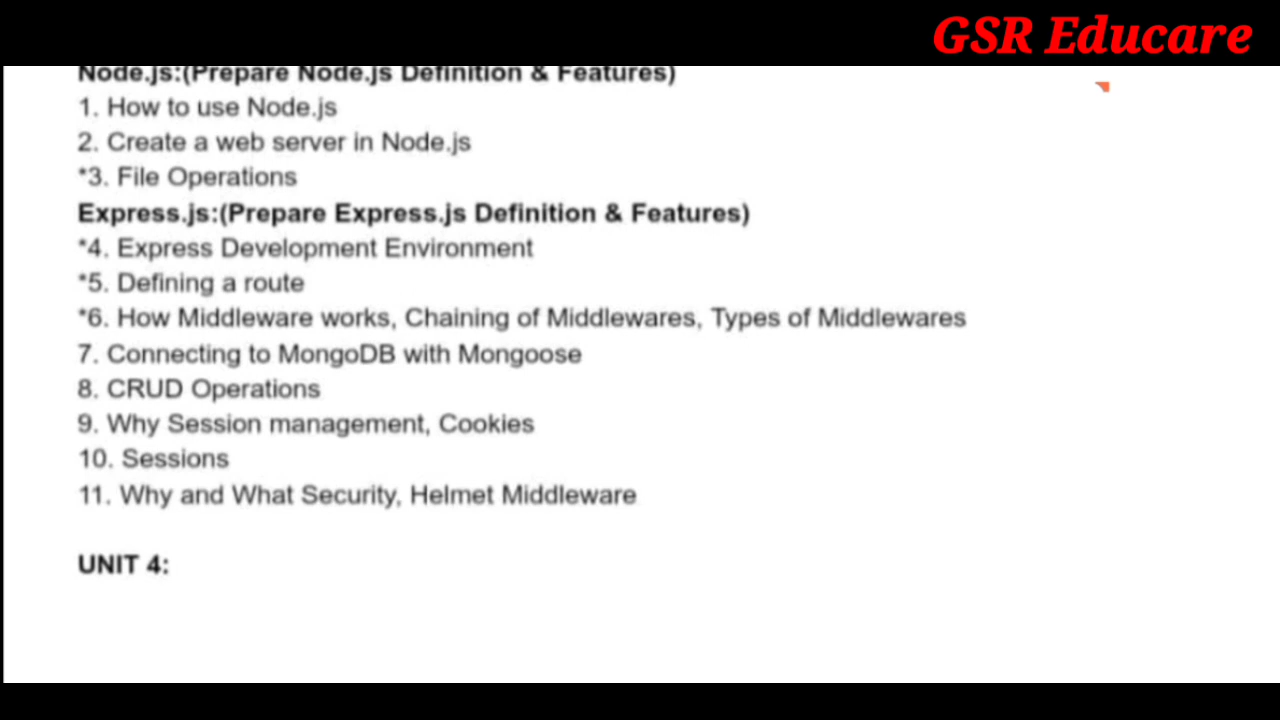 GSR Educare
Node.js:(Prepare Node.js Definition & Features)
1. How to use Node.js
2. Create a web server in Node.js
*3. File Operations
Express.js:(Prepare Express.js Definition & Features)
*4. Express Development Environment
*5. Defining a route
*6. How Middleware works, Chaining of Middlewares, Types of Middlewares
7. Connecting to MongoDB with Mongoose
8. CRUD Operations
9. Why Session management, Cookies
10. Sessions
11. Why and What Security, Helmet Middleware
UNIT 4: